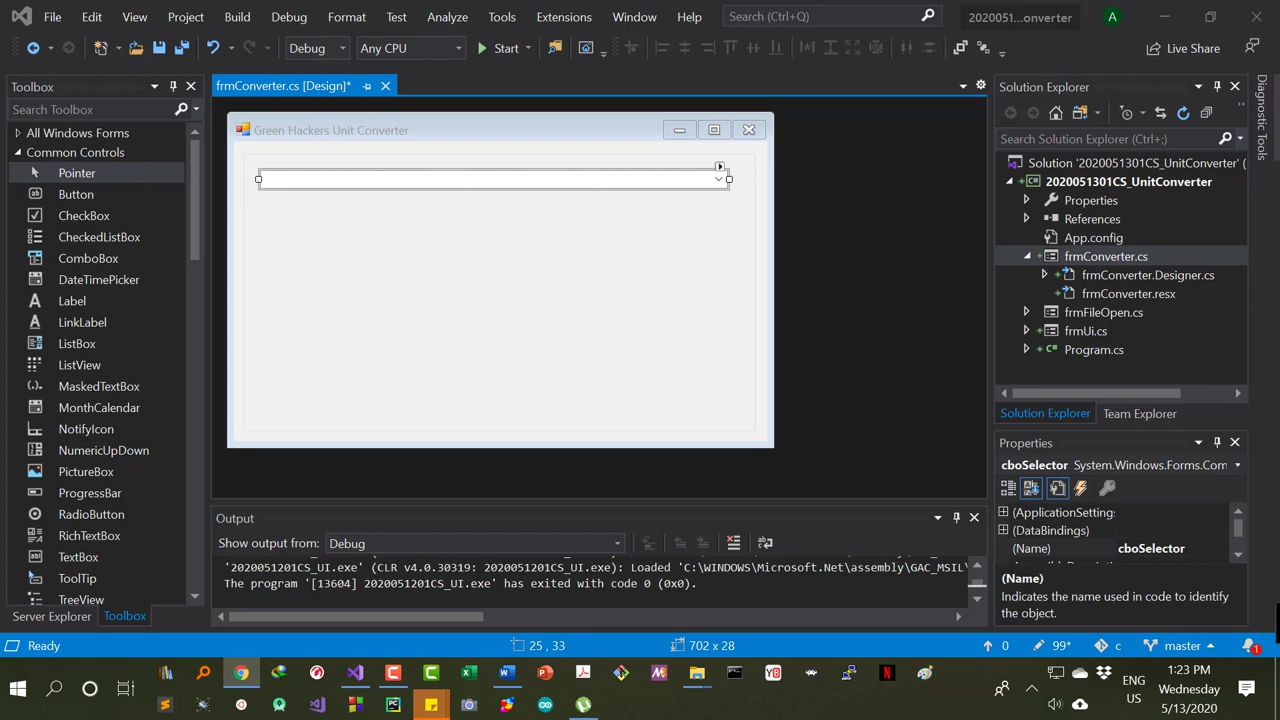 File Edit View Project Build Debug Format Test Analyze Tools Extensions Window Help Search (Ctrl+Q) 2020051...onverter A
Debug Any CPU Start Live Share
Toolbox
Search Toolbox
All Windows Forms
Common Controls
Pointer
Button
CheckBox
CheckedListBox
ComboBox
DateTimePicker
Label
LinkLabel
ListBox
ListView
MaskedTextBox
MonthCalendar
NotifyIcon
NumericUpDown
PictureBox
ProgressBar
RadioButton
RichTextBox
TextBox
ToolTip
TreeView
Server Explorer Toolbox
frmConverter.cs [Design]*
Green Hackers Unit Converter
Output
Show output from: Debug
'2020051201CS_UI.exe' (CLR v4.0.30319: 2020051201CS_UI.exe): Loaded 'C:\WINDOWS\Microsoft.Net\assembly\GAC_MSIL\
The program '[13604] 2020051201CS_UI.exe' has exited with code 0 (0x0).
Solution Explorer
Search Solution Explorer (Ctrl+;)
Solution '2020051301CS_UnitConverter' (
2020051301CS_UnitConverter
Properties
References
App.config
frmConverter.cs
frmConverter.Designer.cs
frmConverter.resx
frmFileOpen.cs
frmUi.cs
Program.cs
Solution Explorer Team Explorer
Properties
cboSelector System.Windows.Forms.Com
(ApplicationSetting:
(DataBindings)
(Name) cboSelector
(Name)
Indicates the name used in code to identify
the object.
Diagnostic Tools
Ready 25 , 33 702 x 28 0 99* c master 1
ENG
US
1:23 PM
Wednesday
5/13/2020